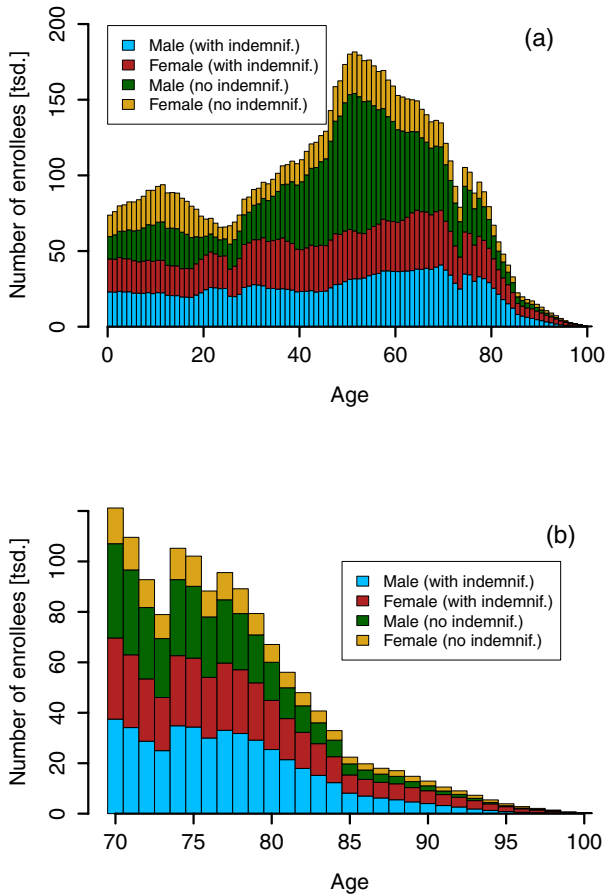 (a)
Male (with indemnif.)
Female (with indemnif.)
Male (no indemnif.)
Female (no indemnif.)
Number of enrollees [tsd.]
200
150
100
50
0
0 20 40 60 80 100
Age
(b)
Male (with indemnif.)
Female (with indemnif.)
Male (no indemnif.)
Female (no indemnif.)
Number of enrollees [tsd.]
100
80
60
40
20
0
70 75 80 85 90 95 100
Age